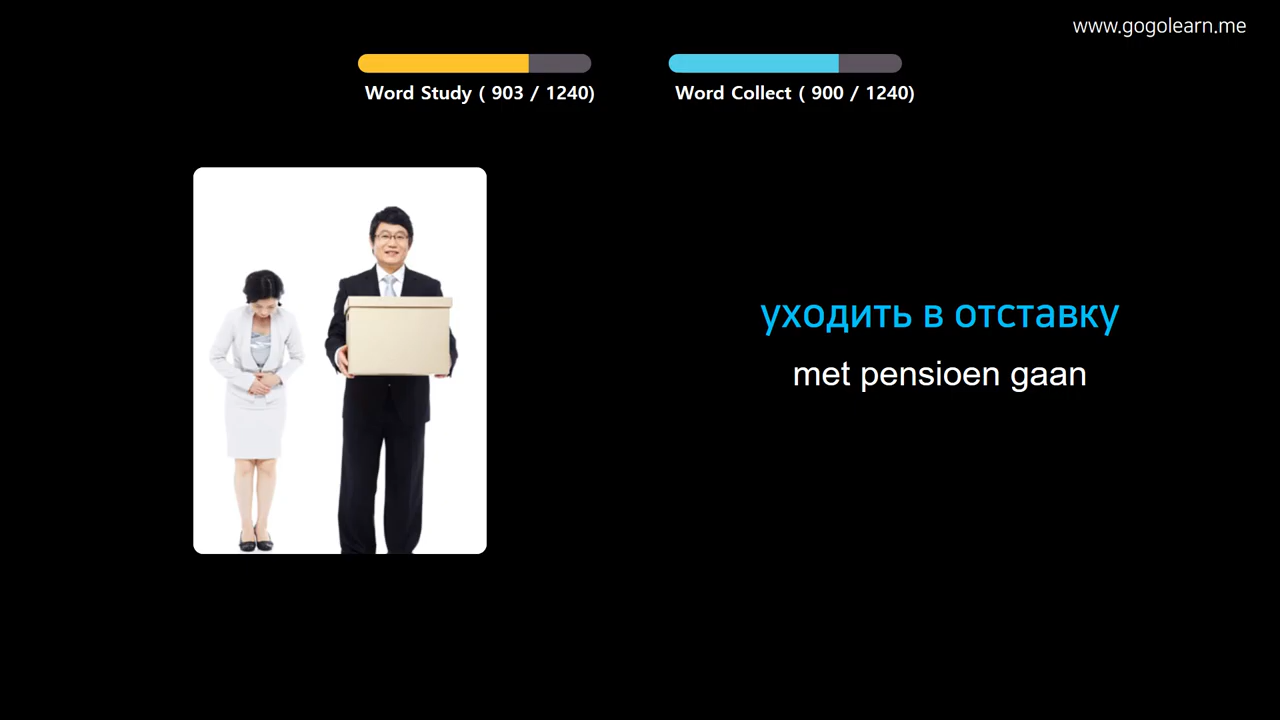 www.gogolearn.me
Word Study ( 903 / 1240)
Word Collect ( 900 / 1240)
уходить в отставку
met pensioen gaan